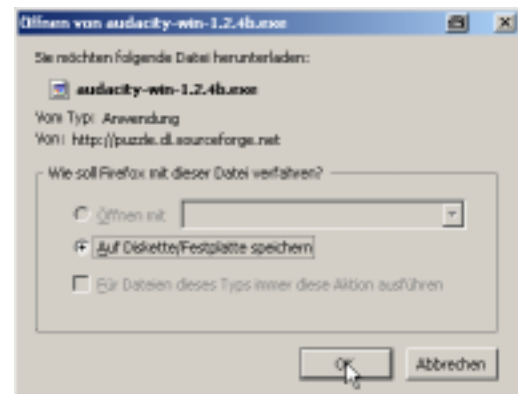 Öffnen von audacity-win-1.2.4b.exe
Sie möchten folgende Datei herunterladen:
audacity-win-1.2.4b.exe
Vom Typ: Anwendung
Von: http://puzzle.dl.sourceforge.net
Wie soll Firefox mit dieser Datei verfahren?
Öffnen mit
Auf Diskette/Festplatte speichern
Für Dateien dieses Typs immer diese Aktion ausführen
OK Abbrechen